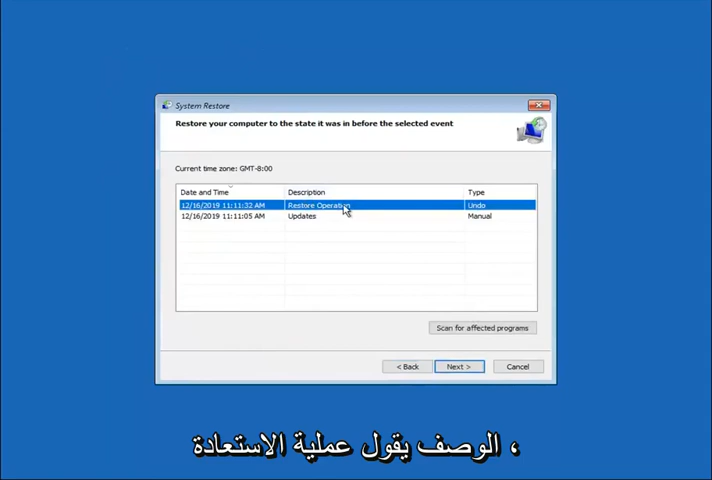 System Restore
Restore your computer to the state it was in before the selected event
Current time zone: GMT-8:00
Date and Time Description Type
12/16/2019 11:11:32 AM Restore Operation Undo
12/16/2019 11:11:05 AM Updates Manual
Scan for affected programs
< Back Next > Cancel
، الوصف يقول عملية الاستعادة